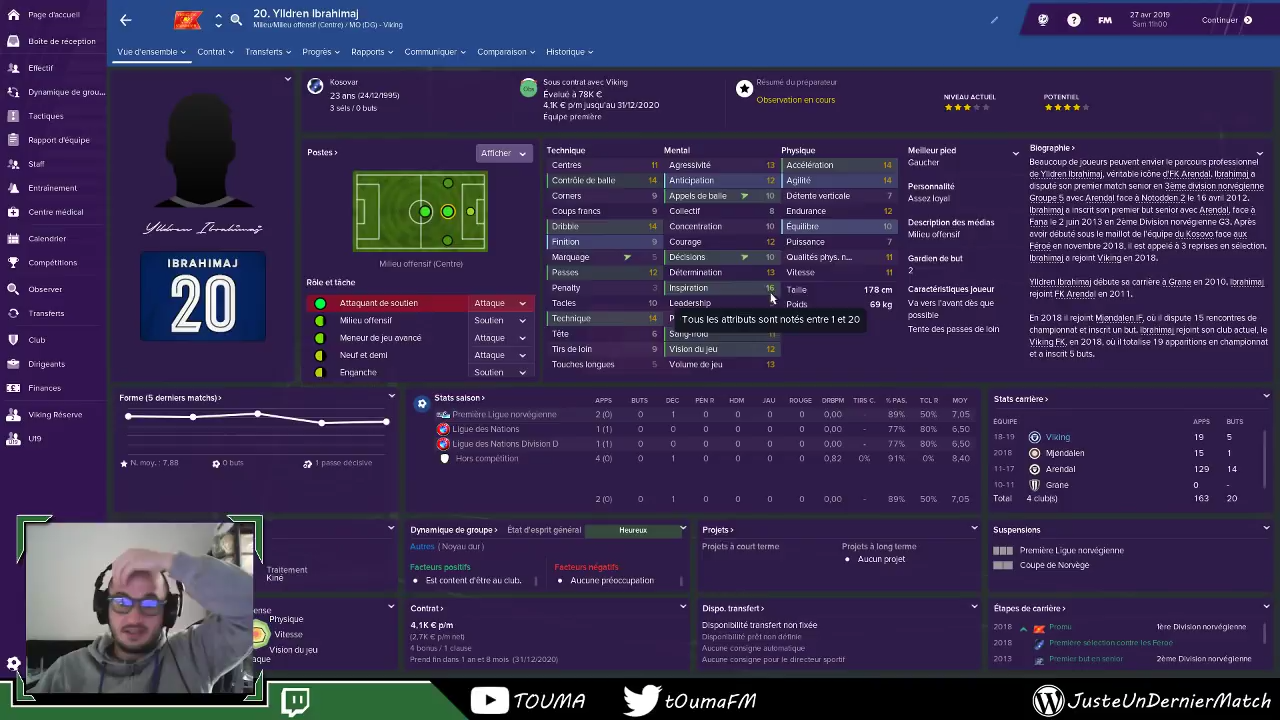 Page d'accueil
Boîte de réception
Effectif
Dynamique de grou...
Tactiques
Rapport d'équipe
Staff
Entraînement
Centre médical
Calendrier
Compétitions
Observer
Transferts
Club
Dirigeants
Finances
Viking Réserve
U19
20. Ylldren Ibrahimaj
Milieu/Milieu offensif (Centre) / MO (DG) - Viking
FM
27 avr 2019
Sam 11h00
Continuer
Vue d'ensemble
Contrat
Transferts
Progrès
Rapports
Communiquer
Comparaison
Historique
Ylldren Ibrahimaj
IBRAHIMAJ
20
Kosovar
23 ans (24/12/1995)
3 séls / 0 buts
Obs
Sous contrat avec Viking
Évalué à 78K €
4.1K € p/m jusqu'au 31/12/2020
Équipe première
Résumé du préparateur
Observation en cours
NIVEAU ACTUEL
POTENTIEL
Postes
Afficher
Milieu offensif (Centre)
Rôle et tâche
Attaquant de soutien Attaque
Milieu offensif Soutien
Meneur de jeu avancé Attaque
Neuf et demi Attaque
Enganche Soutien
Technique
Centres 11
Contrôle de balle 14
Corners 9
Coups francs 9
Dribble 14
Finition 9
Marquage 5
Passes 12
Penalty 3
Tacles 10
Technique 14
Tête 6
Tirs de loin 9
Touches longues 5
Mental
Agressivité 13
Anticipation 12
Appels de balle 10
Collectif 8
Concentration 10
Courage 12
Décisions 10
Détermination 13
Inspiration 16
Leadership
Sang-froid 11
Vision du jeu 12
Volume de jeu 13
Tous les attributs sont notés entre 1 et 20
Physique
Accélération 14
Agilité 14
Détente verticale 7
Endurance 12
Équilibre 10
Puissance 7
Qualités phys. n... 11
Vitesse 11
Taille 178 cm
Poids 69 kg
Meilleur pied
Gaucher
Personnalité
Assez loyal
Description des médias
Milieu offensif
Gardien de but
2
Caractéristiques joueur
Va vers l'avant dès que
possible
Tente des passes de loin
Biographie
Beaucoup de joueurs peuvent envier le parcours professionnel
de Ylldren Ibrahimaj, véritable icône d'FK Arendal. Ibrahimaj a
disputé son premier match senior en 3ème division norvégienne
Groupe 5 avec Arendal face à Notodden 2 le 16 avril 2012.
Ibrahimaj a inscrit son premier but senior avec Arendal, face à
Fana le 2 juin 2013 en 2ème Division norvégienne G3. Après
avoir débuté sous le maillot de l'équipe du Kosovo face aux
Féroé en novembre 2018, il est appelé à 3 reprises en sélection.
Ibrahimaj a rejoint Viking en 2018.
Ylldren Ibrahimaj a débuté sa carrière à Grane en 2010. Ibrahimaj
rejoint FK Arendal en 2011.
En 2018 il rejoint Mjøndalen IF, où il dispute 15 rencontres de
championnat et inscrit un but. Ibrahimaj rejoint son club actuel, le
Viking FK, en 2018, où il totalise 19 apparitions en championnat
et a inscrit 5 buts.
Forme (5 derniers matchs)
N. moy. : 7,88
0 buts
1 passe décisive
Stats saison
APPS BUTS DÉC PEN R HDM JAU ROUGE DRBPM TIRS C. % PAS. TCL R MOY
Première Ligue norvégienne 2 (0) 0 1 0 0 0 0 0,00 - 89% 50% 7,05
Ligue des Nations 1 (1) 0 0 0 0 0 0 0,00 - 77% 80% 6,50
Ligue des Nations Division D 1 (1) 0 0 0 0 0 0 0,00 - 77% 80% 6,50
Hors compétition 4 (0) 0 1 0 0 0 0 0,82 0% 91% 0% 8,40
2 (0) 0 1 0 0 0 0 0,00 - 89% 50% 7,05
Stats carrière
ÉQUIPE APPS BUTS
18-19 Viking 19 5
2018 Mjøndalen 15 1
11-17 Arendal 129 14
10-11 Grane 0 -
Total 4 club(s) 163 20
Traitement
Kiné
Physique
Vitesse
Vision du jeu
Dynamique de groupe
État d'esprit général
Heureux
Autres (Noyau dur)
Facteurs positifs
Est content d'être au club.
Facteurs négatifs
Aucune préoccupation
Projets
Projets à court terme
Projets à long terme
Aucun projet
Suspensions
Première Ligue norvégienne
Coupe de Norvège
Contrat
4,1K € p/m
(2,7K € p/m net)
4 bonus / 1 clause
Prend fin dans 1 an et 8 mois (31/12/2020)
Dispo. transfert
Disponibilité transfert non fixée
Disponibilité prêt non définie
Aucune consigne automatique
Aucune consigne pour le directeur sportif
Étapes de carrière
2018 Promu 1ère Division norvégienne
2018 Première sélection contre les Féroé
2013 Premier but en senior 2ème Division norvégienne
TOUMA
tOumaFM
JusteUnDernierMatch